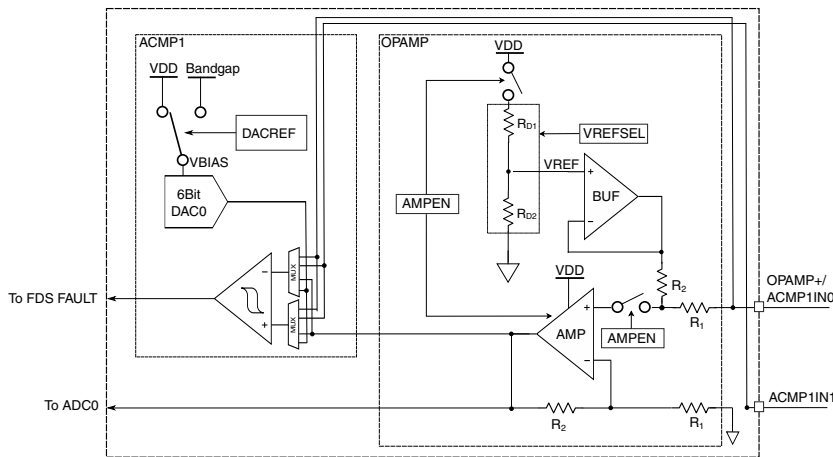 ACMP1
OPAMP
VDD
VDD
Bandgap
DACREF
VBIAS
6Bit
DAC0
RD1
VREFSEL
VREF
+
BUF
−
AMPEN
RD2
R2
OPAMP+/
ACMP1IN0
VDD
To FDS FAULT
−
MUX
+
MUX
+
AMP
−
AMPEN
R1
To ADC0
R2
R1
ACMP1IN1